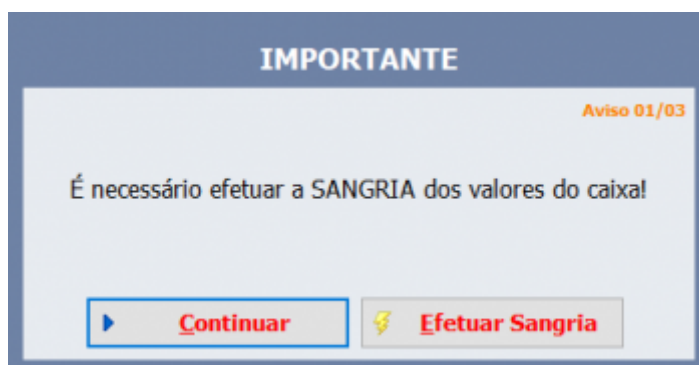 IMPORTANTE
Aviso 01/03
É necessário efetuar a SANGRIA dos valores do caixa!
Continuar
Efetuar Sangria